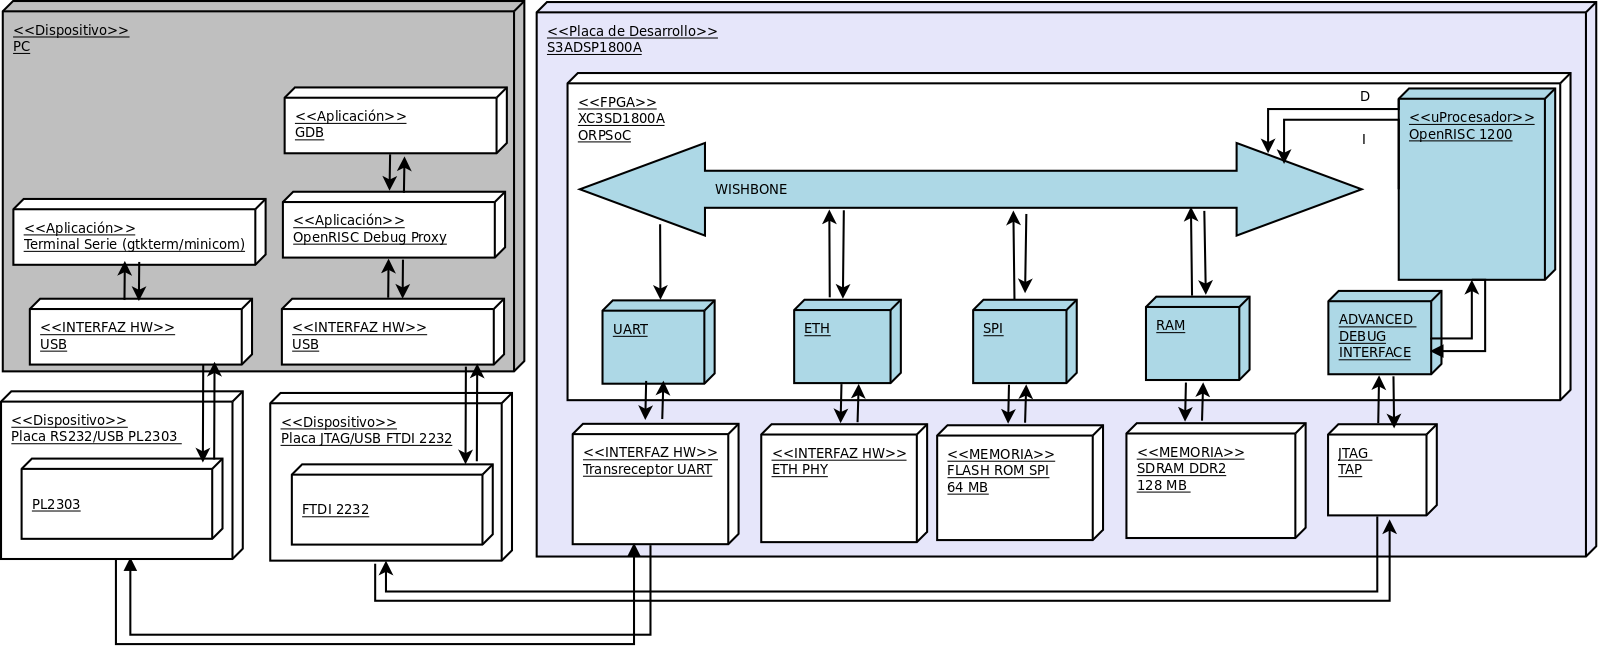 <<Dispositivo>>
PC
<<Aplicación>>
GDB
<<Aplicación>>
OpenRISC Debug Proxy
<<Aplicación>>
Terminal Serie (gtkterm/minicom)
<<INTERFAZ HW>>
USB
<<INTERFAZ HW>>
USB
<<Dispositivo>>
Placa RS232/USB PL2303
PL2303
<<Dispositivo>>
Placa JTAG/USB FTDI 2232
FTDI 2232
<<Placa de Desarrollo>>
S3ADSP1800A
<<FPGA>>
XC3SD1800A
ORPSoC
D
I
<<uProcesador>>
OpenRISC 1200
WISHBONE
UART
ETH
SPI
RAM
ADVANCED
DEBUG
INTERFACE
<<INTERFAZ HW>>
Transreceptor UART
<<INTERFAZ HW>>
ETH PHY
<<MEMORIA>>
FLASH ROM SPI
64 MB
<<MEMORIA>>
SDRAM DDR2
128 MB
JTAG
TAP